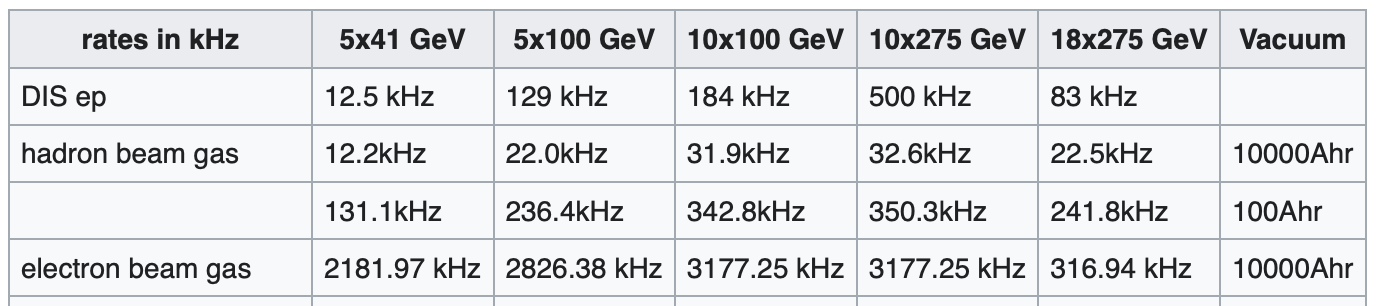 rates in kHz 5x41 GeV 5x100 GeV 10x100 GeV 10x275 GeV 18x275 GeV Vacuum
DIS ep 12.5 kHz 129 kHz 184 kHz 500 kHz 83 kHz
hadron beam gas 12.2kHz 22.0kHz 31.9kHz 32.6kHz 22.5kHz 10000Ahr
131.1kHz 236.4kHz 342.8kHz 350.3kHz 241.8kHz 100Ahr
electron beam gas 2181.97 kHz 2826.38 kHz 3177.25 kHz 3177.25 kHz 316.94 kHz 10000Ahr